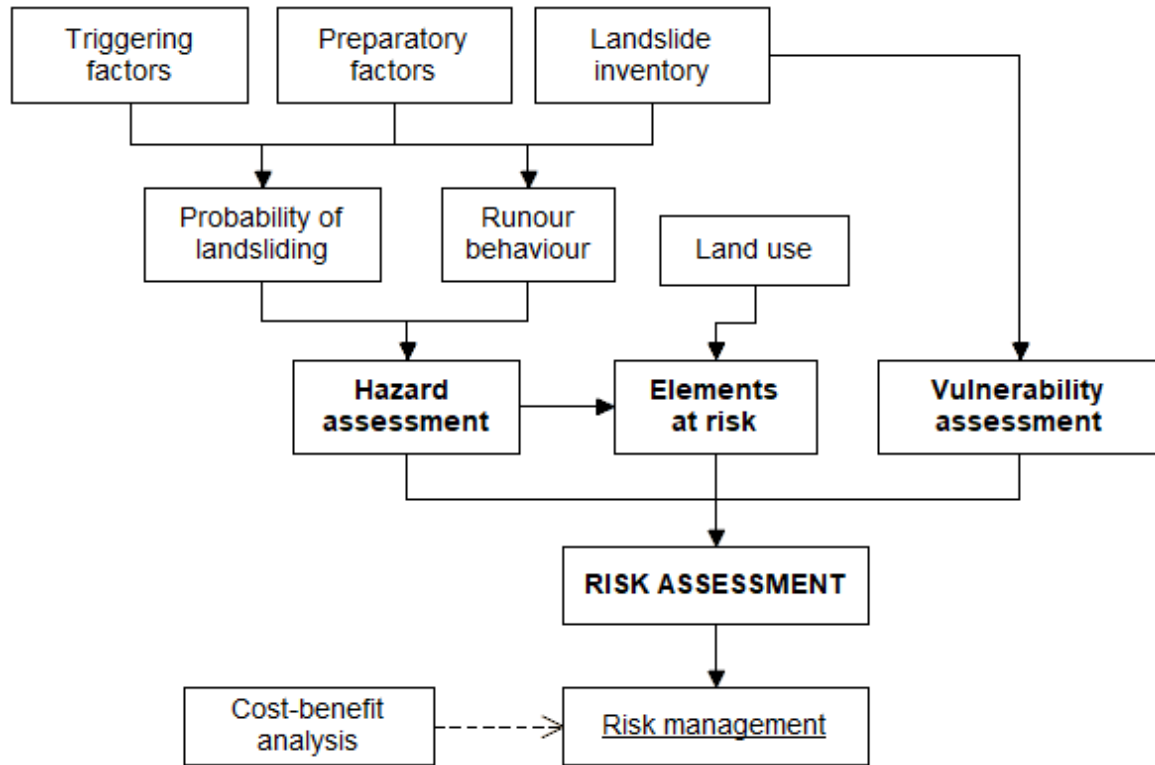 Triggering
factors
Preparatory
factors
Landslide
inventory
Probability of
landsliding
Runour
behaviour
Land use
Hazard
assessment
Elements
at risk
Vulnerability
assessment
RISK ASSESSMENT
Cost-benefit
analysis
Risk management